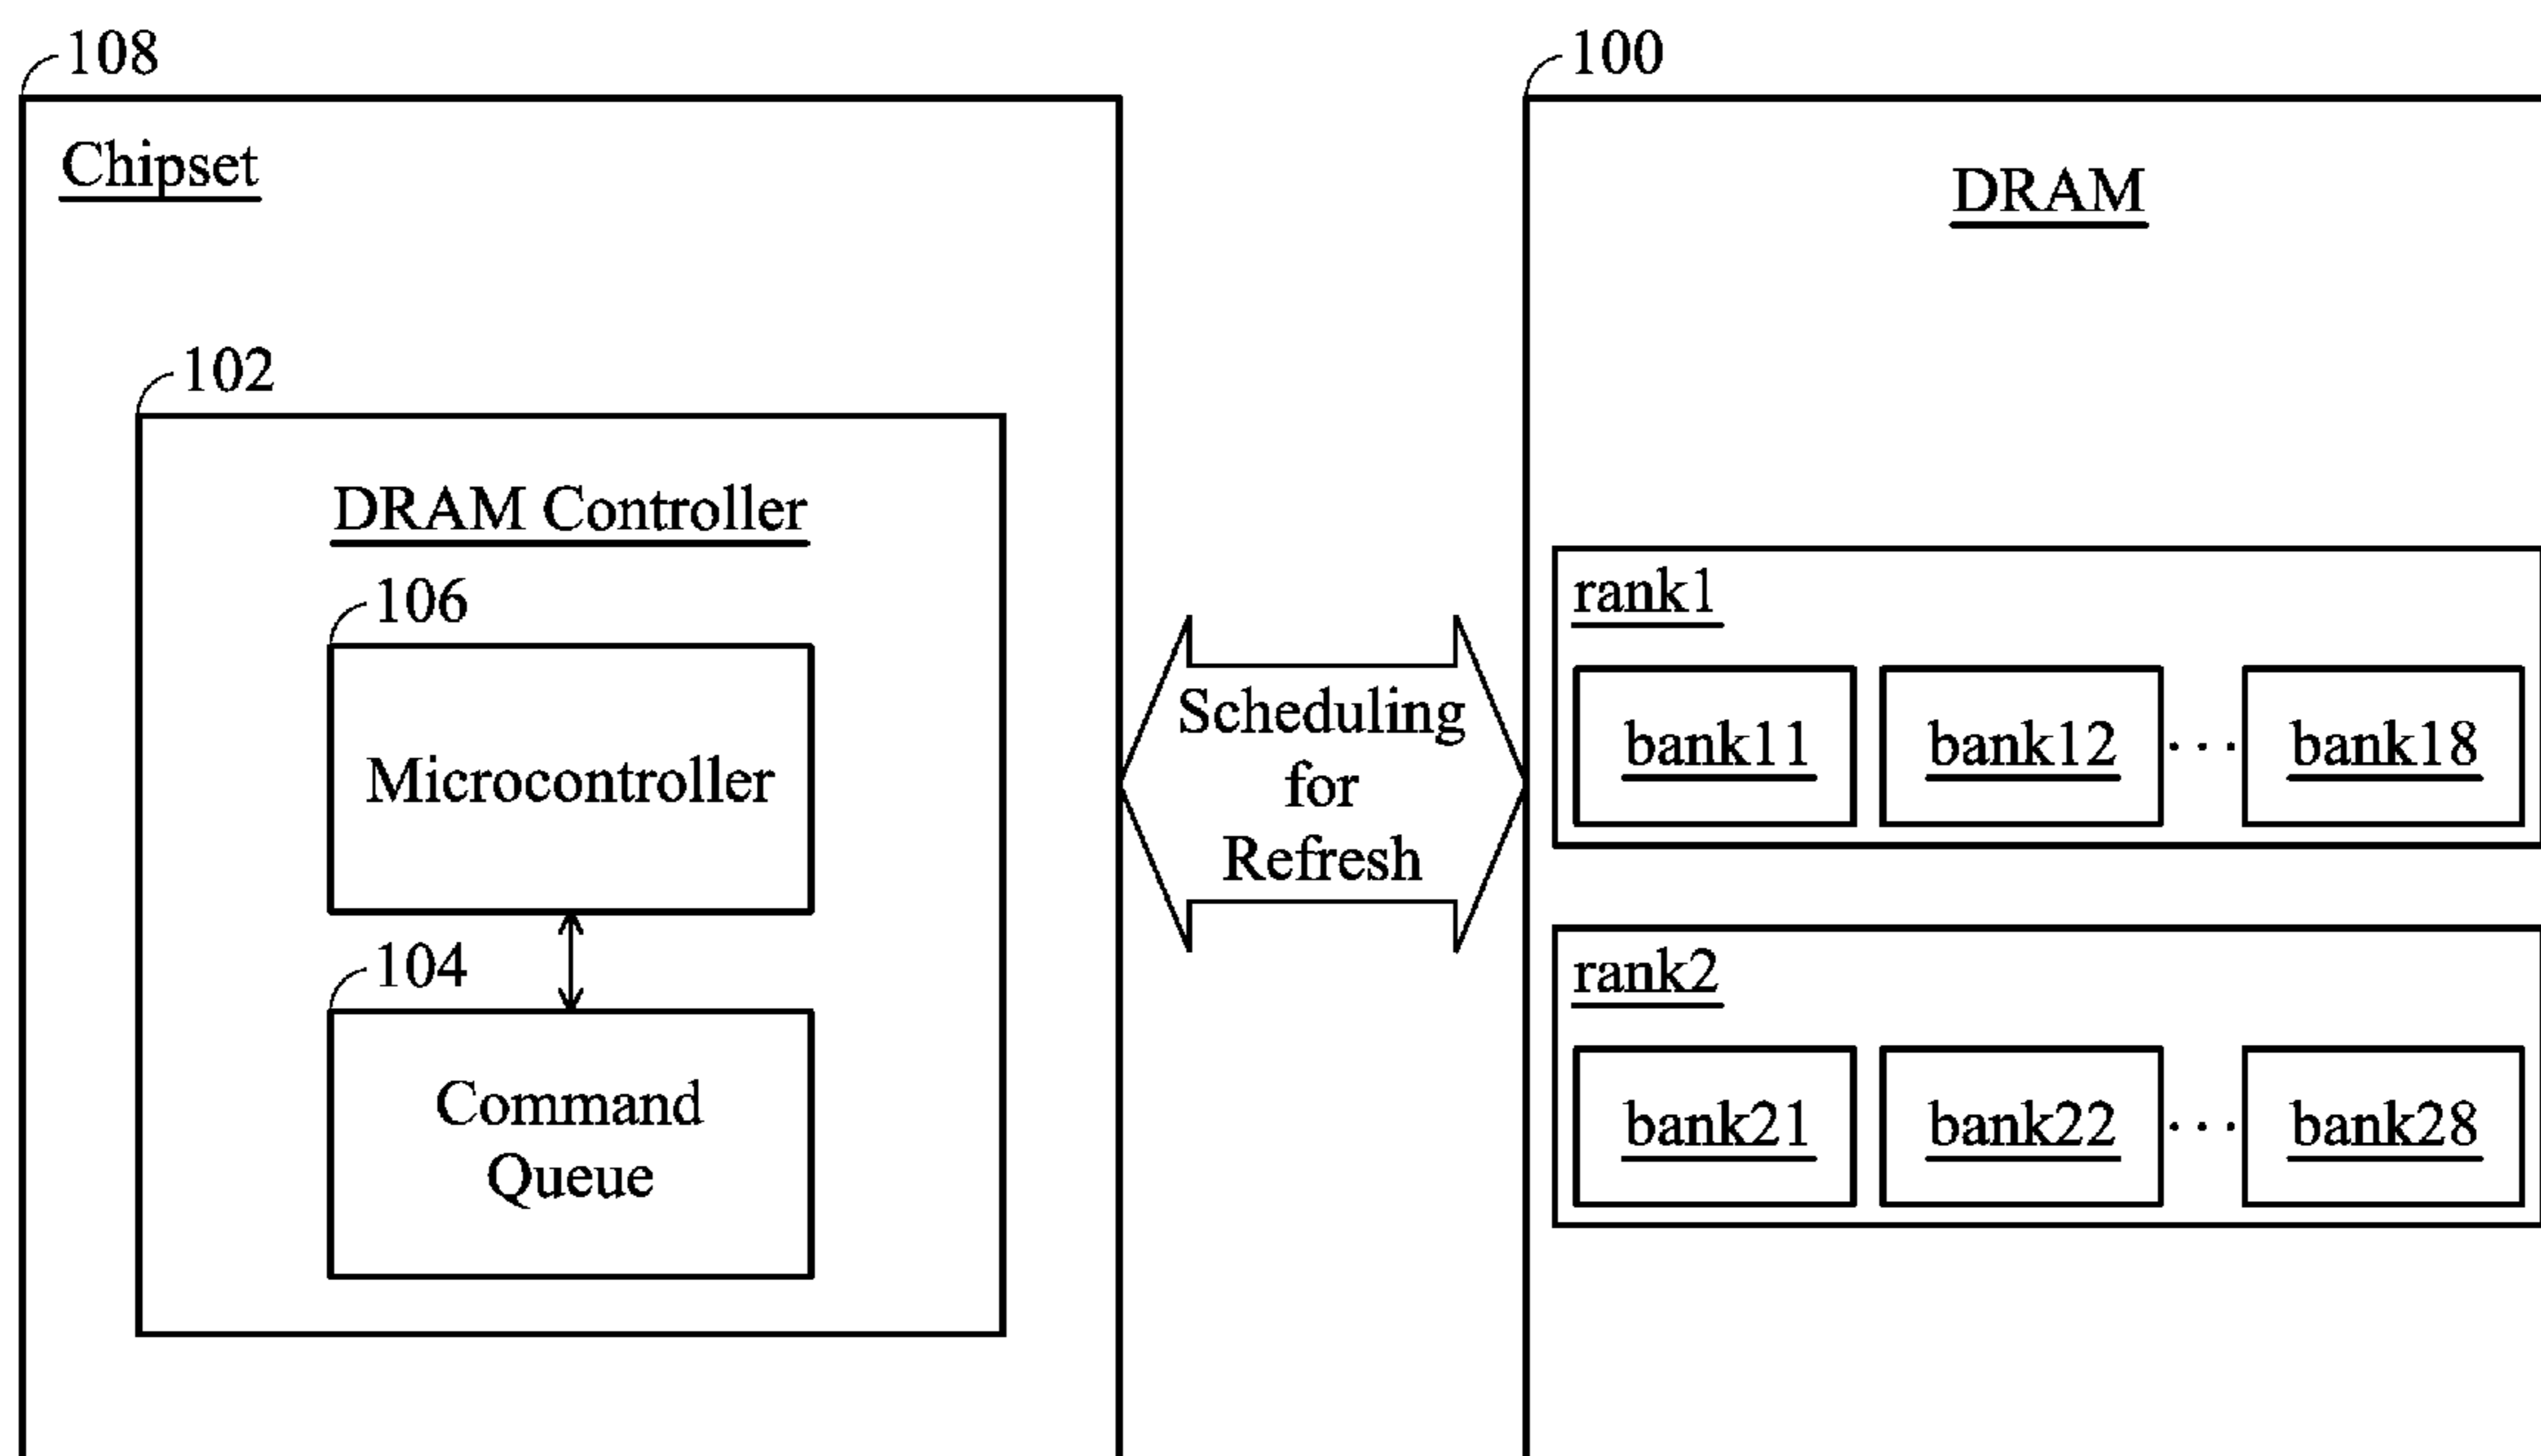 108
Chipset
102
DRAM Controller
106
Microcontroller
104
Command
Queue
Scheduling
for
Refresh
100
DRAM
rank1
bank11 bank12 ... bank18
rank2
bank21 bank22 ... bank28